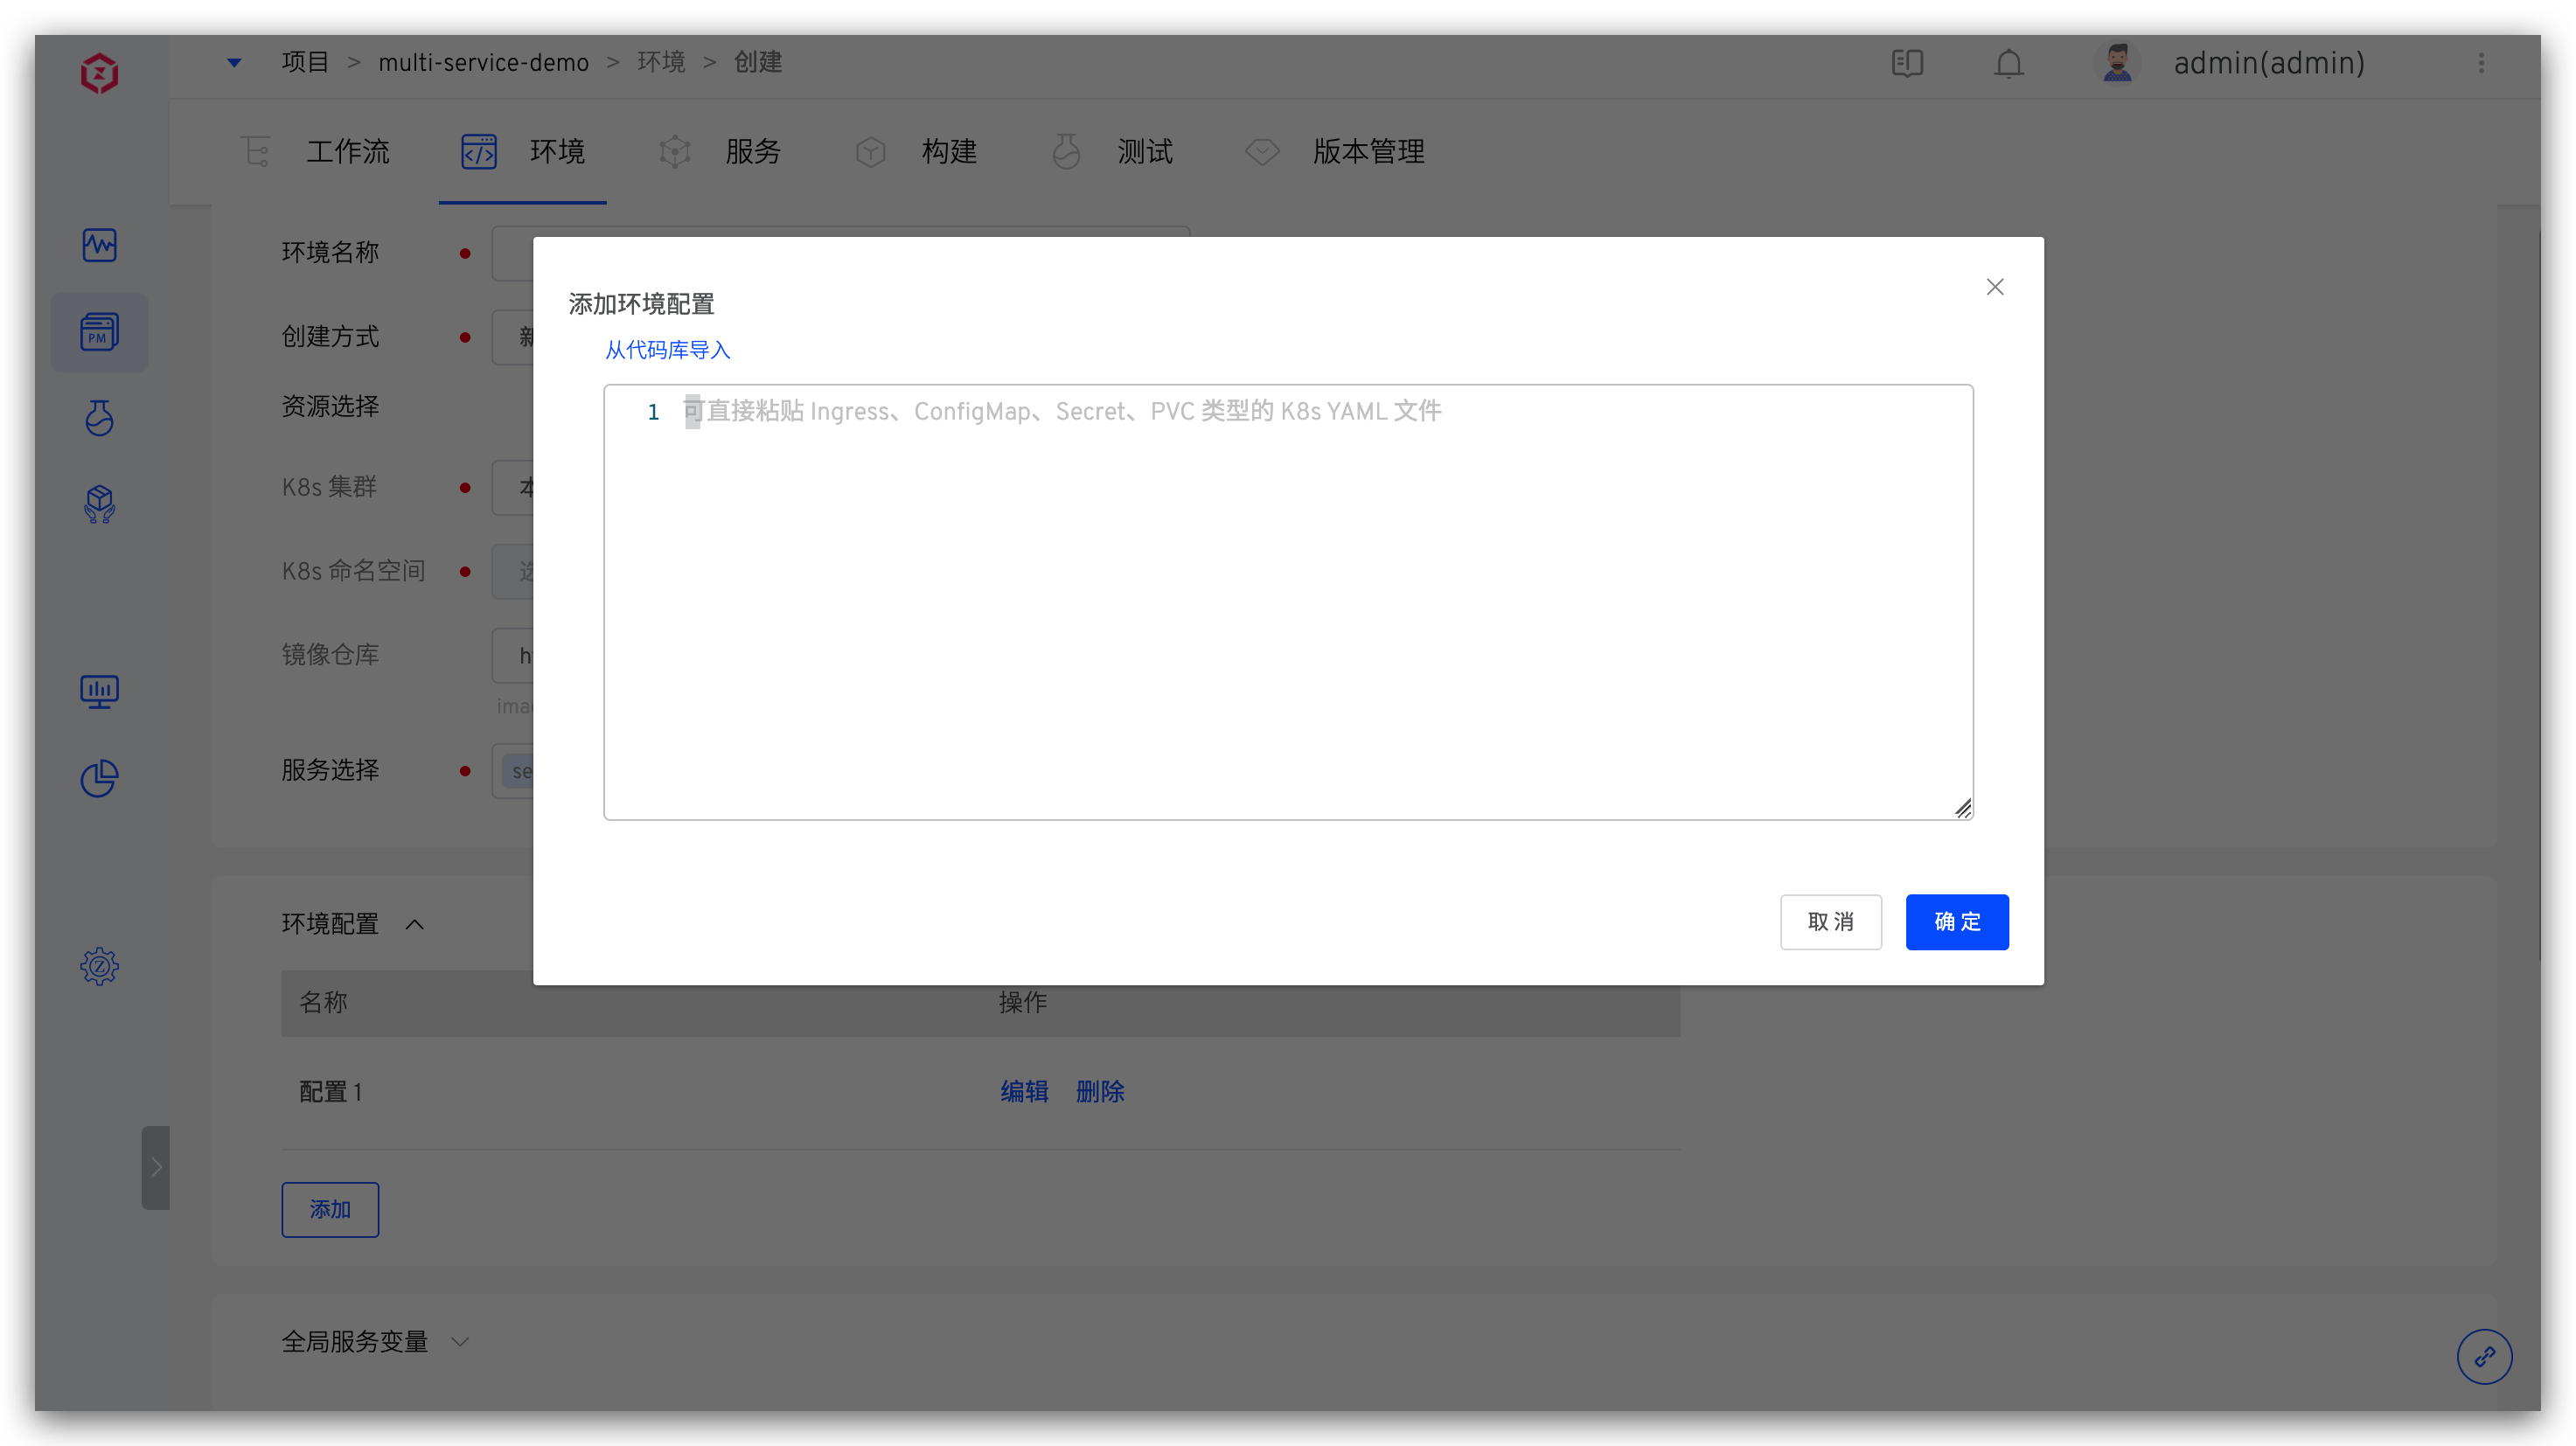 项目 > multi-service-demo > 环境 > 创建
admin(admin)
工作流 环境 服务 构建 测试 版本管理
PM
环境名称
创建方式
资源选择
K8s 集群
K8s 命名空间
镜像仓库
服务选择
添加环境配置
从代码库导入
1 可直接粘贴 Ingress、ConfigMap、Secret、PVC 类型的 K8s YAML 文件
取消 确定
环境配置
名称 操作
配置 1 编辑 删除
添加
全局服务变量